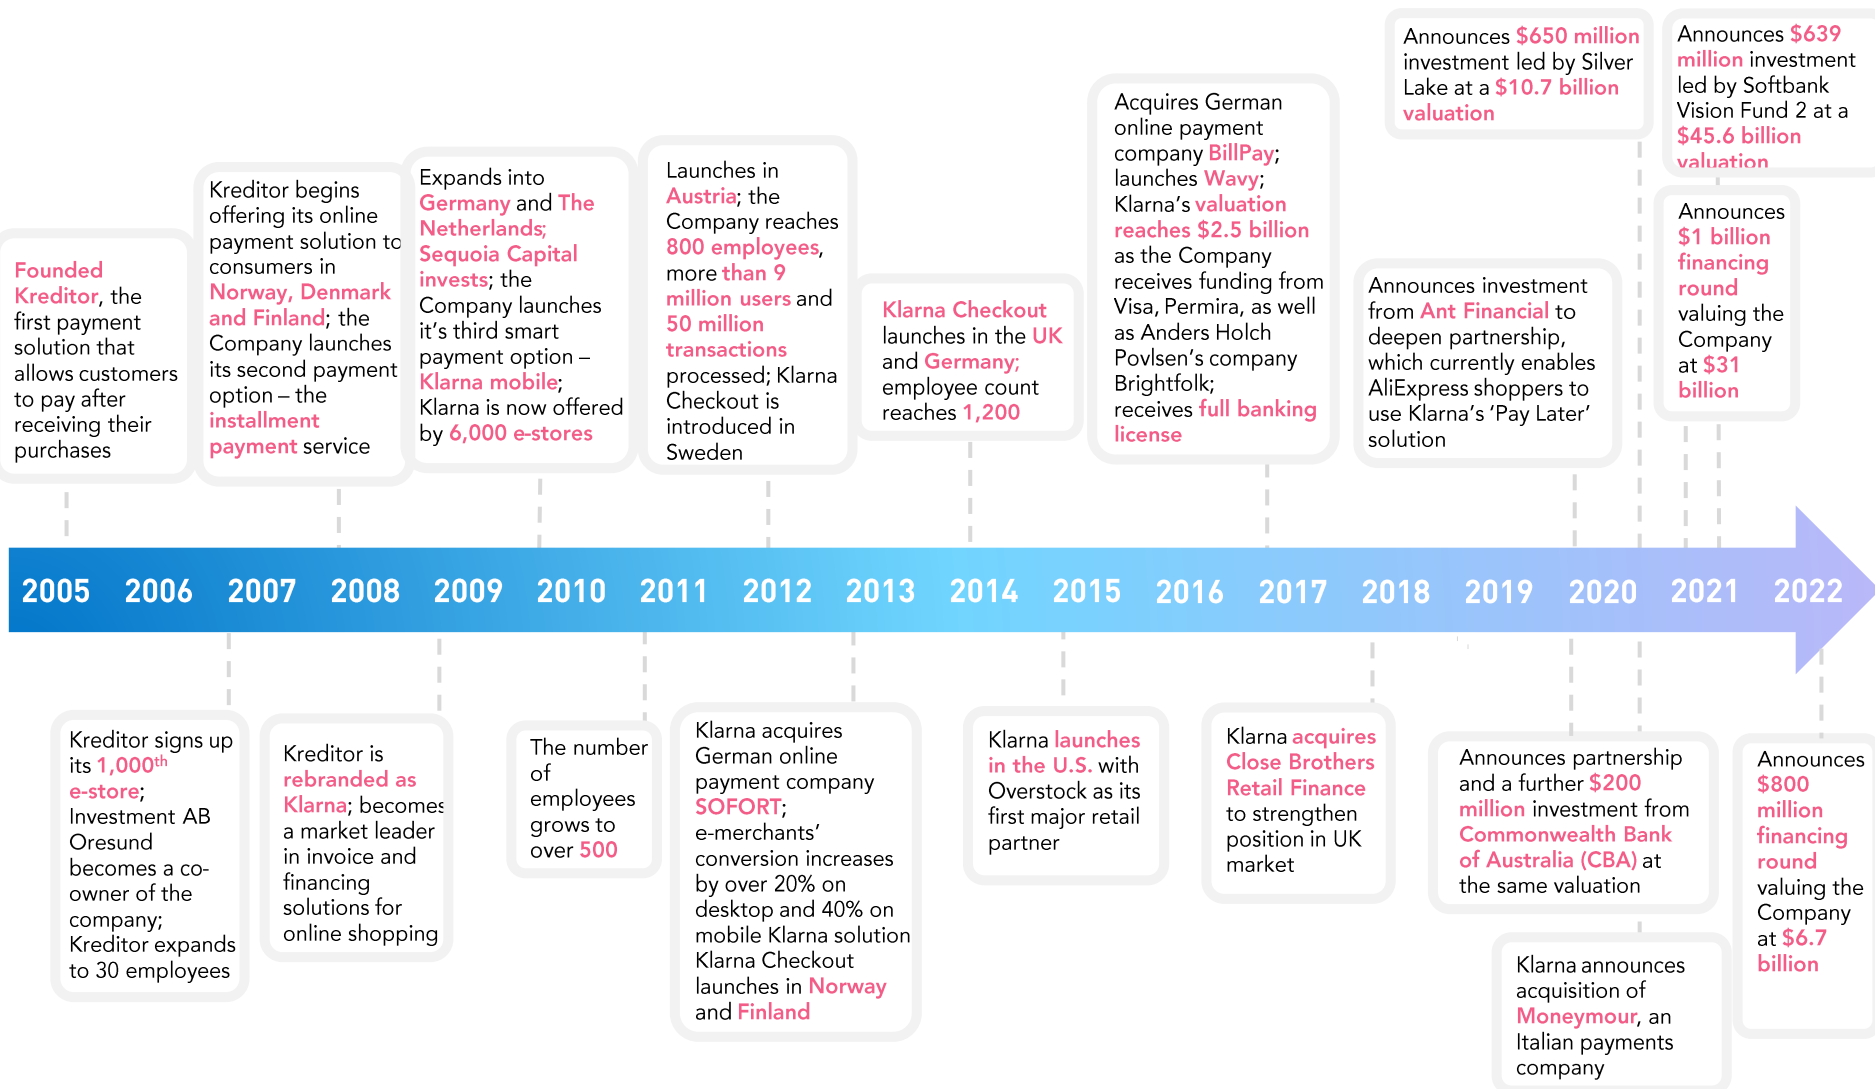 Founded
Kreditor, the
first payment
solution that
allows customers
to pay after
receiving their
purchases
Kreditor begins
offering its online
payment solution to
consumers in
Norway, Denmark
and Finland; the
Company launches
its second payment
option – the
installment
payment service
Expands into
Germany and The
Netherlands;
Sequoia Capital
invests; the
Company launches
it’s third smart
payment option –
Klarna mobile;
Klarna is now offered
by 6,000 e-stores
Launches in
Austria; the
Company reaches
800 employees,
more than 9
million users and
50 million
transactions
processed; Klarna
Checkout is
introduced in
Sweden
Klarna Checkout
launches in the UK
and Germany;
employee count
reaches 1,200
Acquires German
online payment
company BillPay;
launches Wavy;
Klarna’s valuation
reaches $2.5 billion
as the Company
receives funding from
Visa, Permira, as well
as Anders Holch
Povlsen’s company
Brightfolk;
receives full banking
license
Announces investment
from Ant Financial to
deepen partnership,
which currently enables
AliExpress shoppers to
use Klarna’s ‘Pay Later’
solution
Announces $650 million
investment led by Silver
Lake at a $10.7 billion
valuation
Announces $639
million investment
led by Softbank
Vision Fund 2 at a
$45.6 billion
valuation
Announces
$1 billion
financing
round
valuing the
Company
at $31
billion
2005 2006 2007 2008 2009 2010 2011 2012 2013 2014 2015 2016 2017 2018 2019 2020 2021 2022
Kreditor signs up
its 1,000th
e-store;
Investment AB
Oresund
becomes a co-
owner of the
company;
Kreditor expands
to 30 employees
Kreditor is
rebranded as
Klarna; becomes
a market leader
in invoice and
financing
solutions for
online shopping
The number
of
employees
grows to
over 500
Klarna acquires
German online
payment company
SOFORT;
e-merchants’
conversion increases
by over 20% on
desktop and 40% on
mobile Klarna solution
Klarna Checkout
launches in Norway
and Finland
Klarna launches
in the U.S. with
Overstock as its
first major retail
partner
Klarna acquires
Close Brothers
Retail Finance
to strengthen
position in UK
market
Announces partnership
and a further $200
million investment from
Commonwealth Bank
of Australia (CBA) at
the same valuation
Klarna announces
acquisition of
Moneymour, an
Italian payments
company
Announces
$800
million
financing
round
valuing the
Company
at $6.7
billion